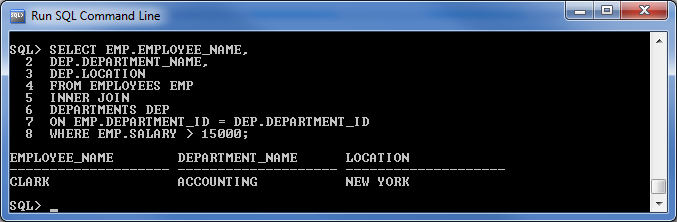 Run SQL Command Line
SQL> SELECT EMP.EMPLOYEE_NAME,
  2  DEP.DEPARTMENT_NAME,
  3  DEP.LOCATION
  4  FROM EMPLOYEES EMP
  5  INNER JOIN
  6  DEPARTMENTS DEP
  7  ON EMP.DEPARTMENT_ID = DEP.DEPARTMENT_ID
  8  WHERE EMP.SALARY > 15000;
EMPLOYEE_NAME        DEPARTMENT_NAME      LOCATION
-------------------- -------------------- --------------------
CLARK                ACCOUNTING           NEW YORK
SQL> _